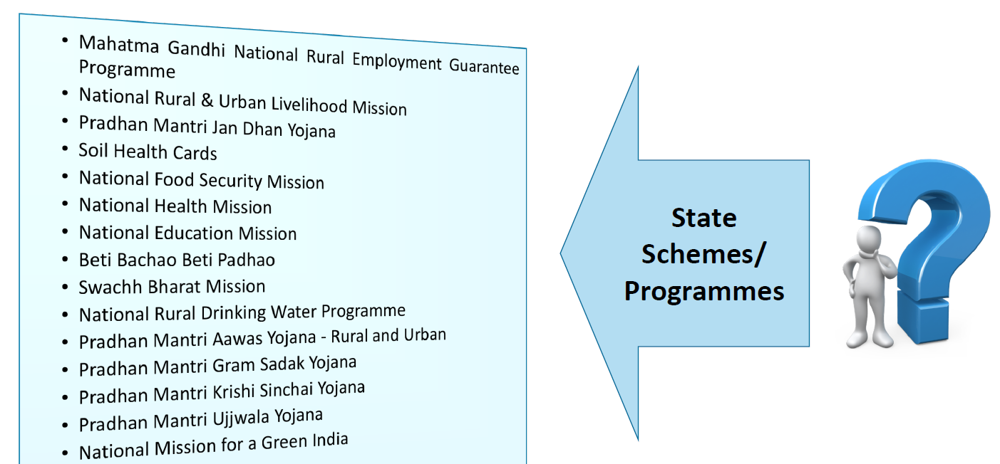 • Mahatma Gandhi National Rural Employment Guarantee
Programme
• National Rural & Urban Livelihood Mission
• Pradhan Mantri Jan Dhan Yojana
• Soil Health Cards
• National Food Security Mission
• National Health Mission
• National Education Mission
• Beti Bachao Beti Padhao
• Swachh Bharat Mission
• National Rural Drinking Water Programme
• Pradhan Mantri Aawas Yojana - Rural and Urban
• Pradhan Mantri Gram Sadak Yojana
• Pradhan Mantri Krishi Sinchai Yojana
• Pradhan Mantri Ujjwala Yojana
• National Mission for a Green India
State
Schemes/
Programmes